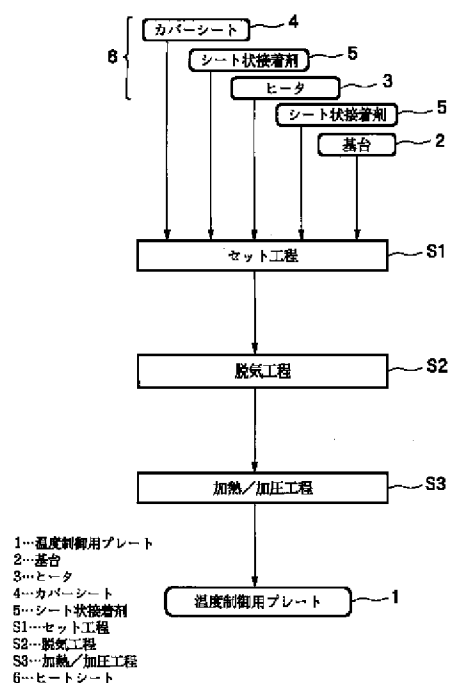 カバーシート 4
6
シート状接着剤 5
ヒータ 3
シート状接着剤 5
基台 2
セット工程 S1
脱気工程 S2
加熱/加圧工程 S3
温度制御用プレート 1
1…温度制御用プレート
2…基台
3…ヒータ
4…カバーシート
5…シート状接着剤
S1…セット工程
S2…脱気工程
S3…加熱/加圧工程
6…ヒートシート